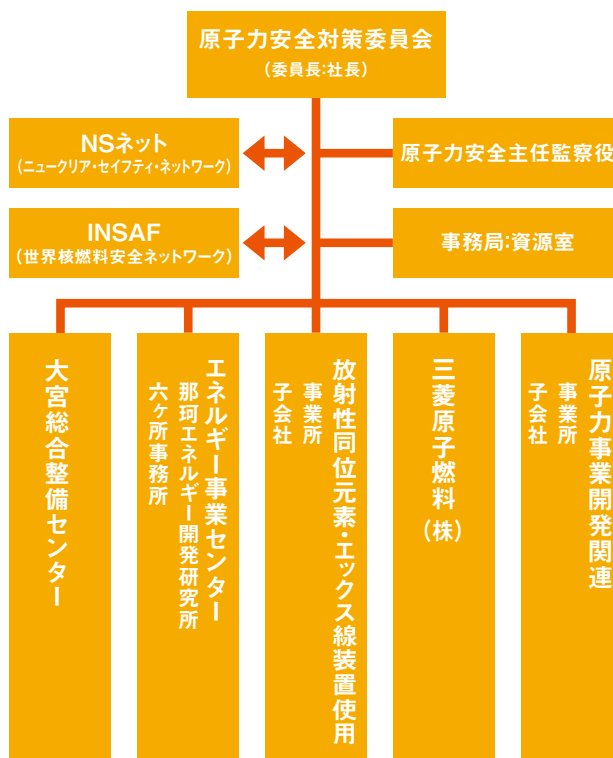 原子力安全対策委員会
(委員長:社長)
NSネット
(ニュークリア・セイフティ・ネットワーク)
原子力安全主任監察役
INSAF
(世界核燃料安全ネットワーク)
事務局:資源室
大宮総合整備センター
エネルギー事業センター
那珂エネルギー開発研究所
六ヶ所事務所
放射性同位元素・エックス線装置使用
事業所
子会社
三菱原子燃料(株)
原子力事業開発関連
事業所
子会社